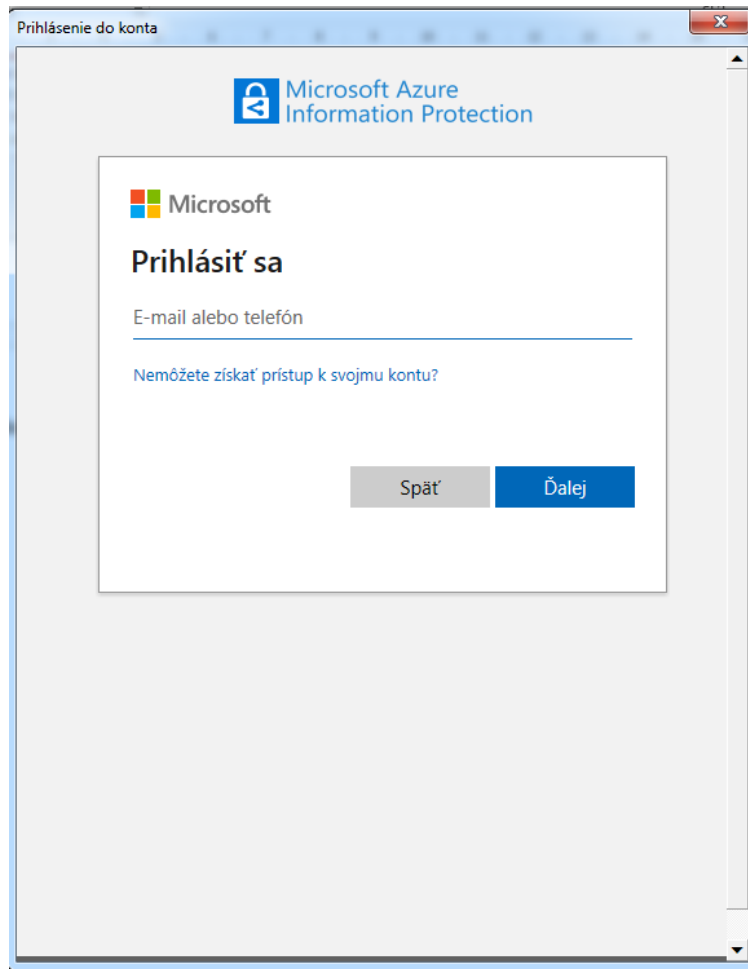 Prihlásenie do konta
Microsoft Azure
Information Protection
Microsoft
Prihlásiť sa
E-mail alebo telefón
Nemôžete získať prístup k svojmu kontu?
Späť
Ďalej